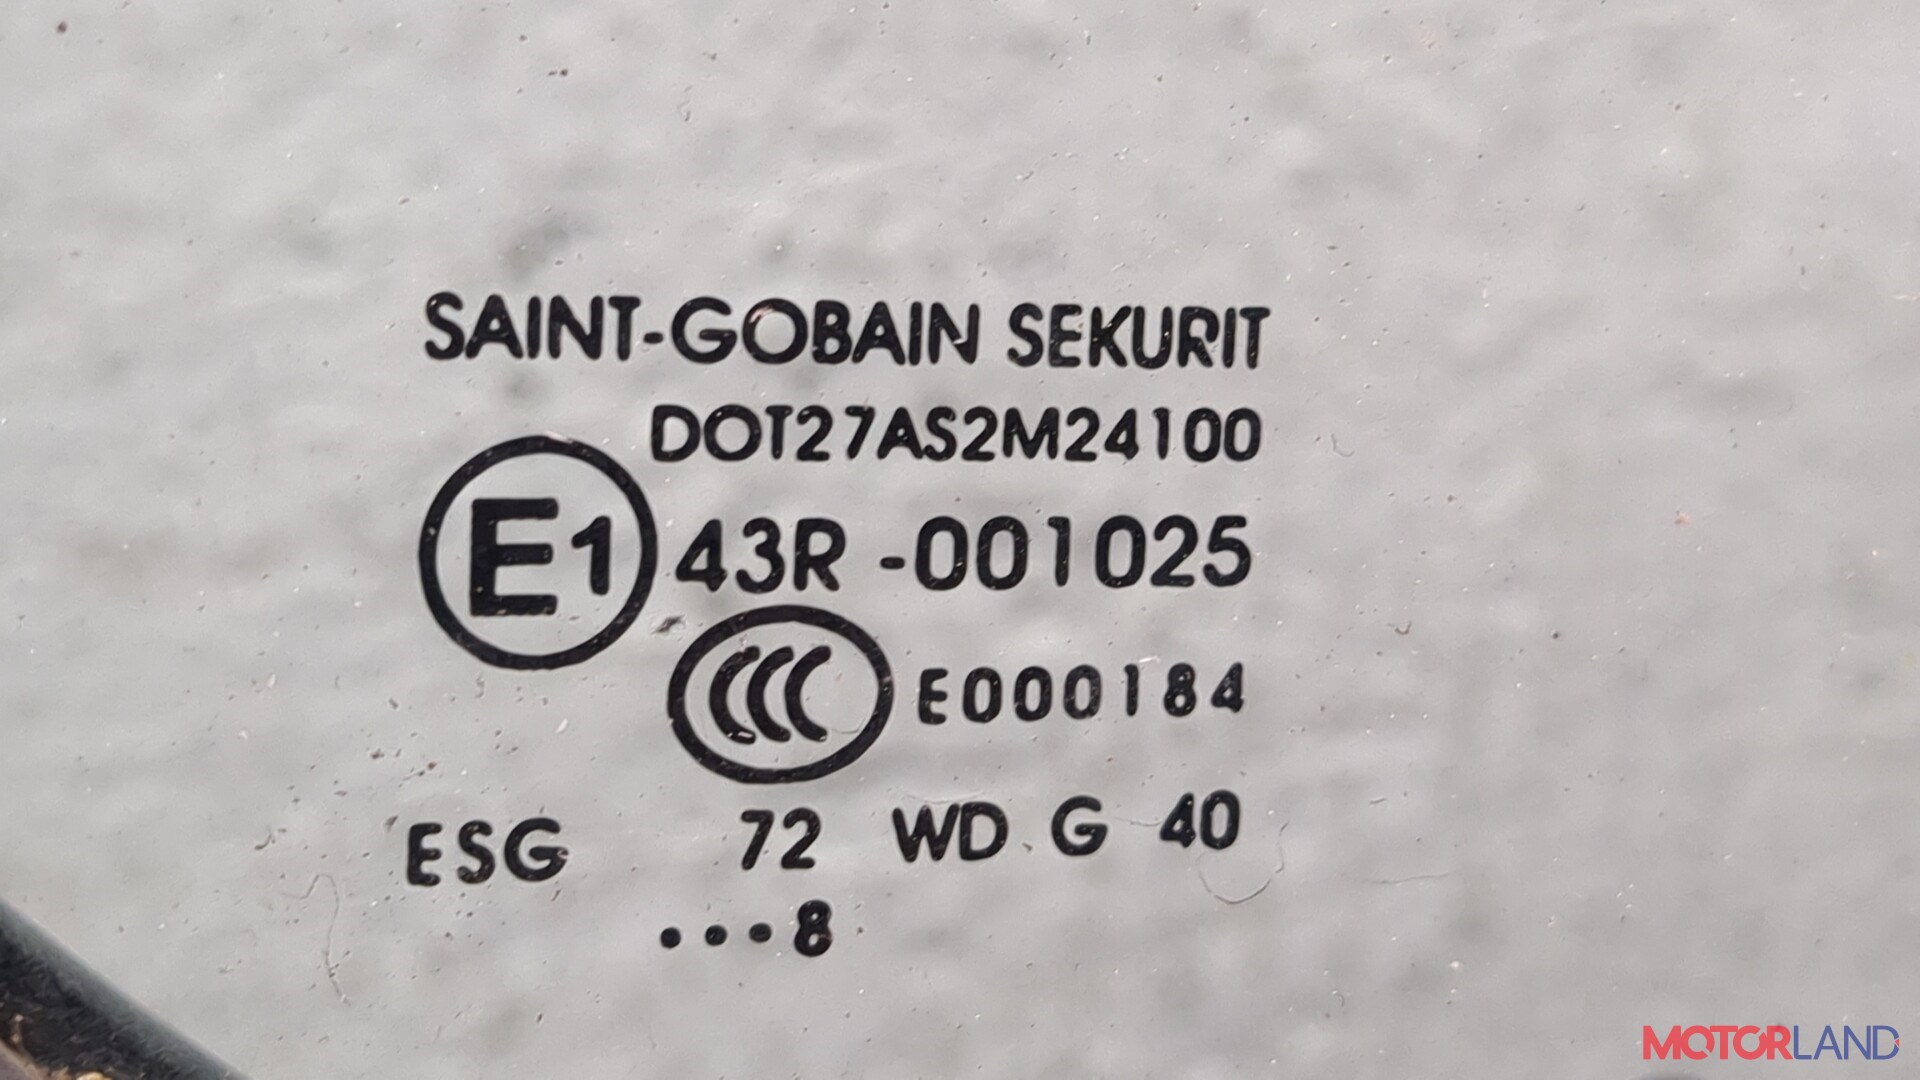 SAINT-GOBAIN SEKURIT
DOT27AS2M24100
E1 43R -001025
CCC E000184
ESG 72 WD G 40
•••8
MOTORLAND